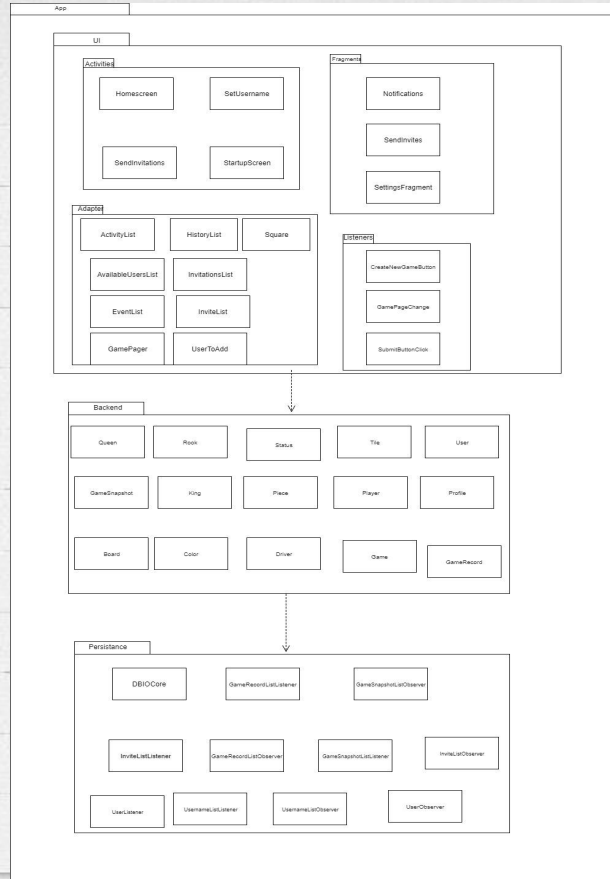 App
UI
Activities
Homescreen
SetUsername
SendInvitations
StartupScreen
Fragments
Notifications
SendInvites
SettingsFragment
Adapter
ActivityList
HistoryList
Square
AvailableUsersList
InvitationsList
EventList
InviteList
GamePager
UserToAdd
Listeners
CreateNewGameButton
GamePageChange
SubmitButtonClick
Backend
Queen
Rook
Status
Tile
User
GameSnapshot
King
Piece
Player
Profile
Board
Color
Driver
Game
GameRecord
Persistance
DBIOCore
GameRecordListListener
GameSnapshotListObserver
InviteListListener
GameRecordListObserver
GameSnapshotListListener
InviteListObserver
UserListener
UsernameListListener
UsernameListObserver
UserObserver